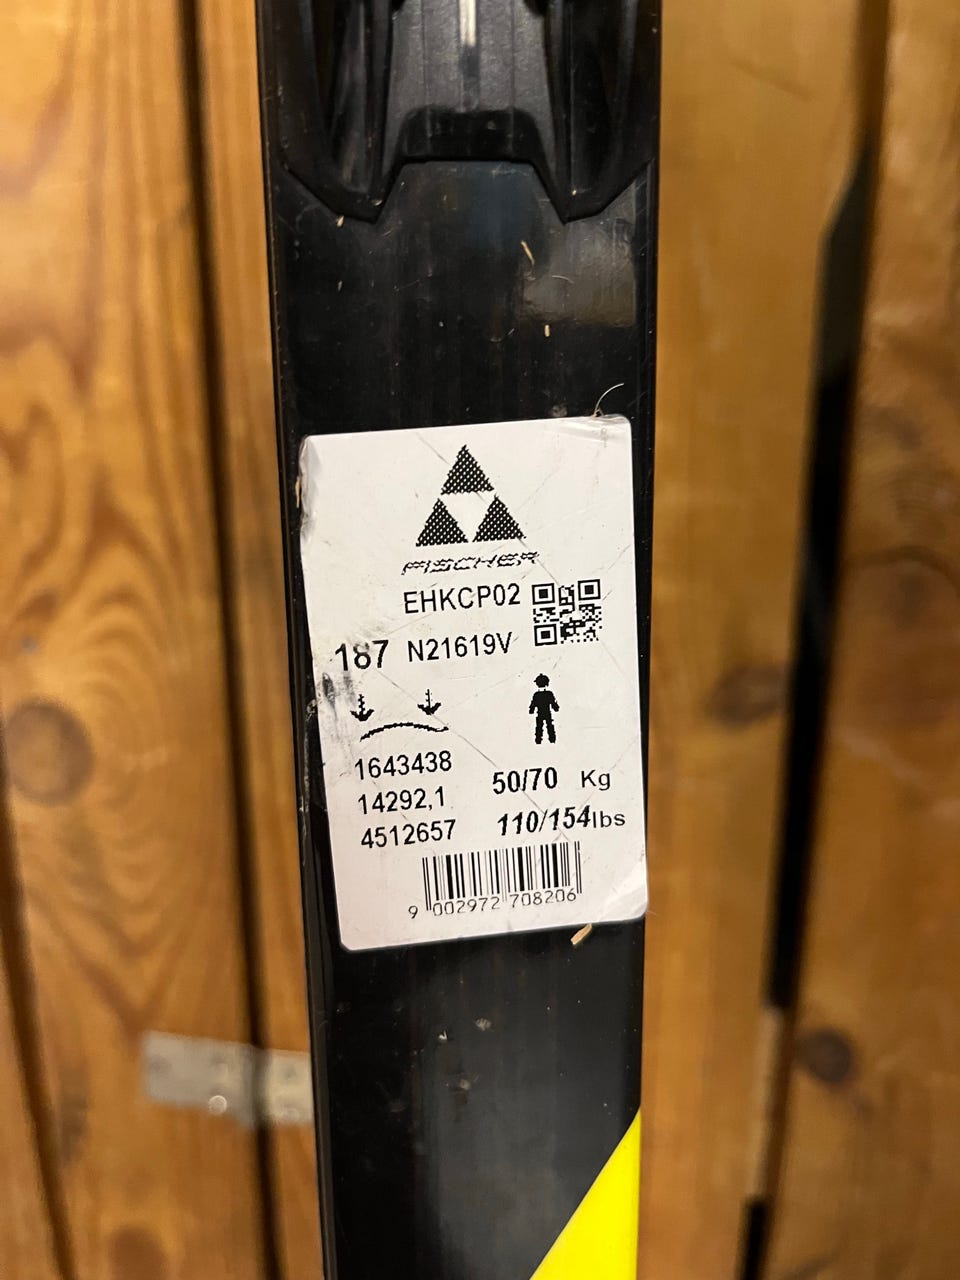 FISCHER
EHKCP02
187 N21619V
1643438
14292,1
4512657
50/70 Kg
110/154lbs
9 002972 708206